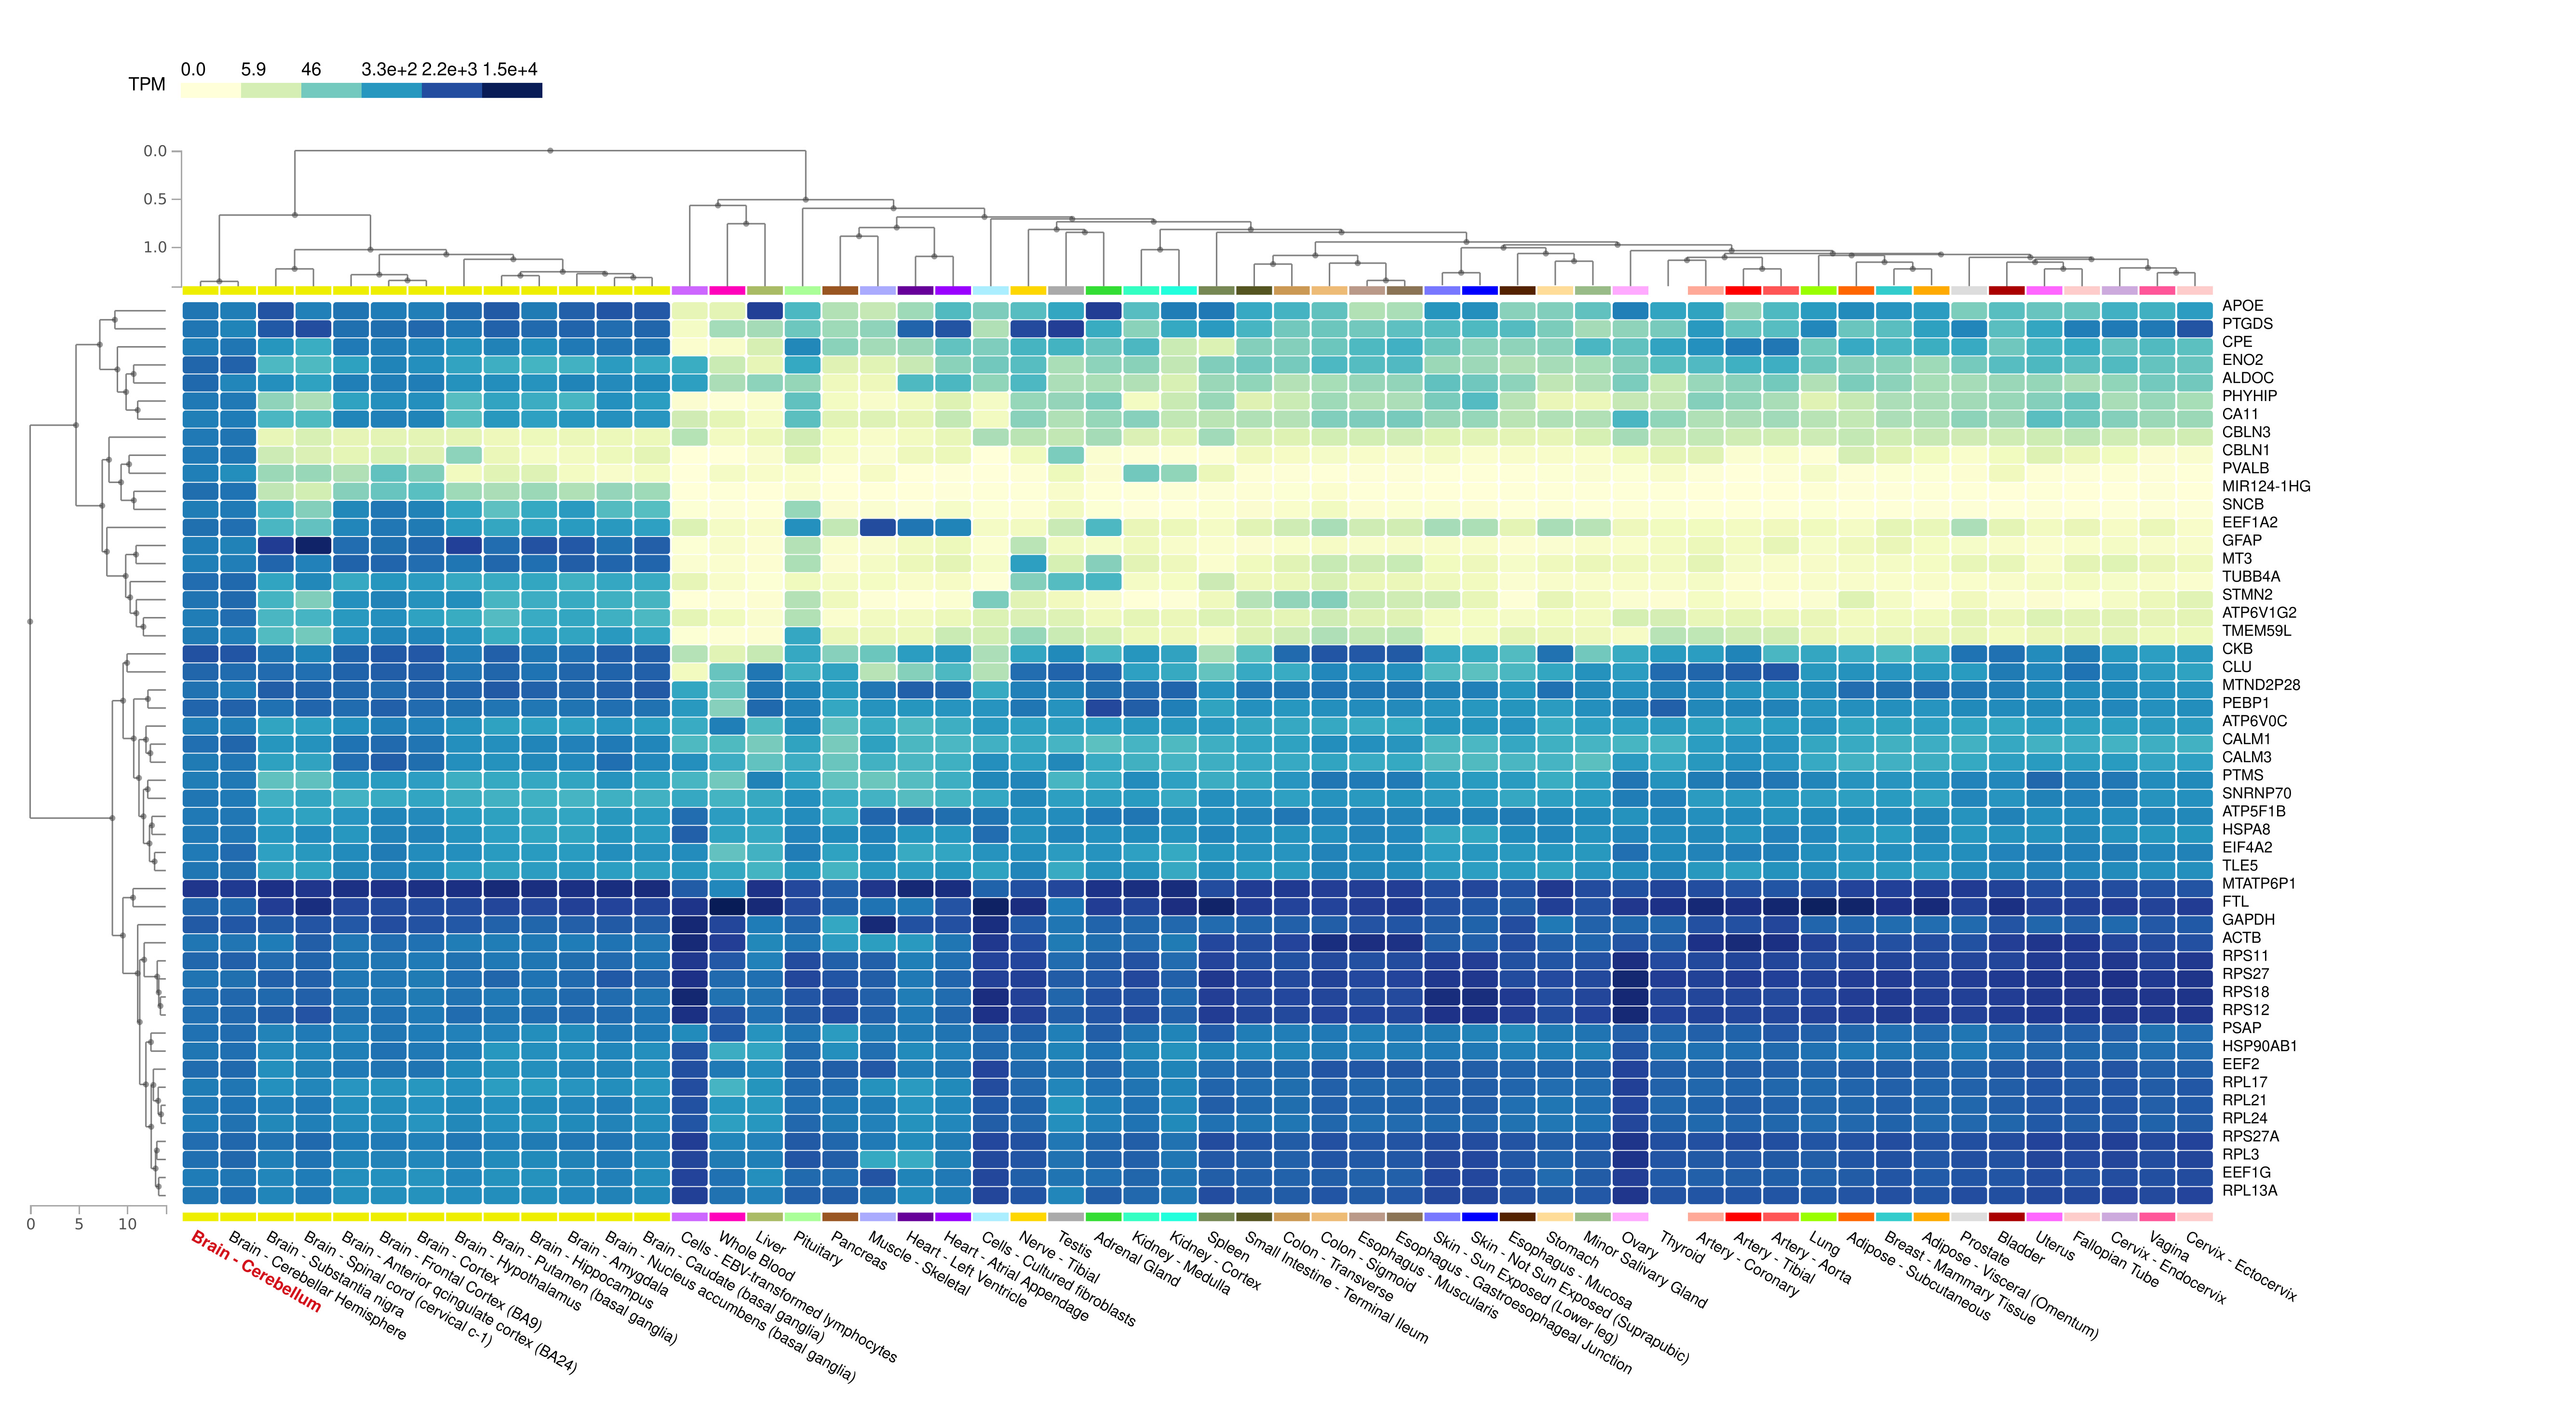 0.0 5.9 46 3.3e+2 2.2e+3 1.5e+4
TPM
0.0
0.5
1.0
APOE
PTGDS
CPE
ENO2
ALDOC
PHYHIP
CA11
CBLN3
CBLN1
PVALB
MIR124-1HG
SNCB
EEF1A2
GFAP
MT3
TUBB4A
STMN2
ATP6V1G2
TMEM59L
CKB
CLU
MTND2P28
PEBP1
ATP6V0C
CALM1
CALM3
PTMS
SNRNP70
ATP5F1B
HSPA8
EIF4A2
TLE5
MTATP6P1
FTL
GAPDH
ACTB
RPS11
RPS27
RPS18
RPS12
PSAP
HSP90AB1
EEF2
RPL17
RPL21
RPL24
RPS27A
RPL3
EEF1G
RPL13A
0 5 10
Brain - Cerebellum
Brain - Cerebellar Hemisphere
Brain - Substantia nigra
Brain - Spinal cord (cervical c-1)
Brain - Anterior qcingulate cortex (BA24)
Brain - Frontal Cortex (BA9)
Brain - Cortex
Brain - Hypothalamus
Brain - Putamen (basal ganglia)
Brain - Hippocampus
Brain - Amygdala
Brain - Nucleus accumbens (basal ganglia)
Brain - Caudate (basal ganglia)
Cells - EBV-transformed lymphocytes
Whole Blood
Liver
Pituitary
Pancreas
Muscle - Skeletal
Heart - Left Ventricle
Heart - Atrial Appendage
Cells - Cultured fibroblasts
Nerve - Tibial
Testis
Adrenal Gland
Kidney - Medulla
Kidney - Cortex
Spleen
Small Intestine - Terminal Ileum
Colon - Transverse
Colon - Sigmoid
Esophagus - Muscularis
Esophagus - Gastroesophageal Junction
Skin - Sun Exposed (Lower leg)
Skin - Not Sun Exposed (Suprapubic)
Esophagus - Mucosa
Stomach
Minor Salivary Gland
Ovary
Thyroid
Artery - Coronary
Artery - Tibial
Artery - Aorta
Lung
Adipose - Subcutaneous
Breast - Mammary Tissue
Adipose - Visceral (Omentum)
Prostate
Bladder
Uterus
Fallopian Tube
Cervix - Endocervix
Vagina
Cervix - Ectocervix